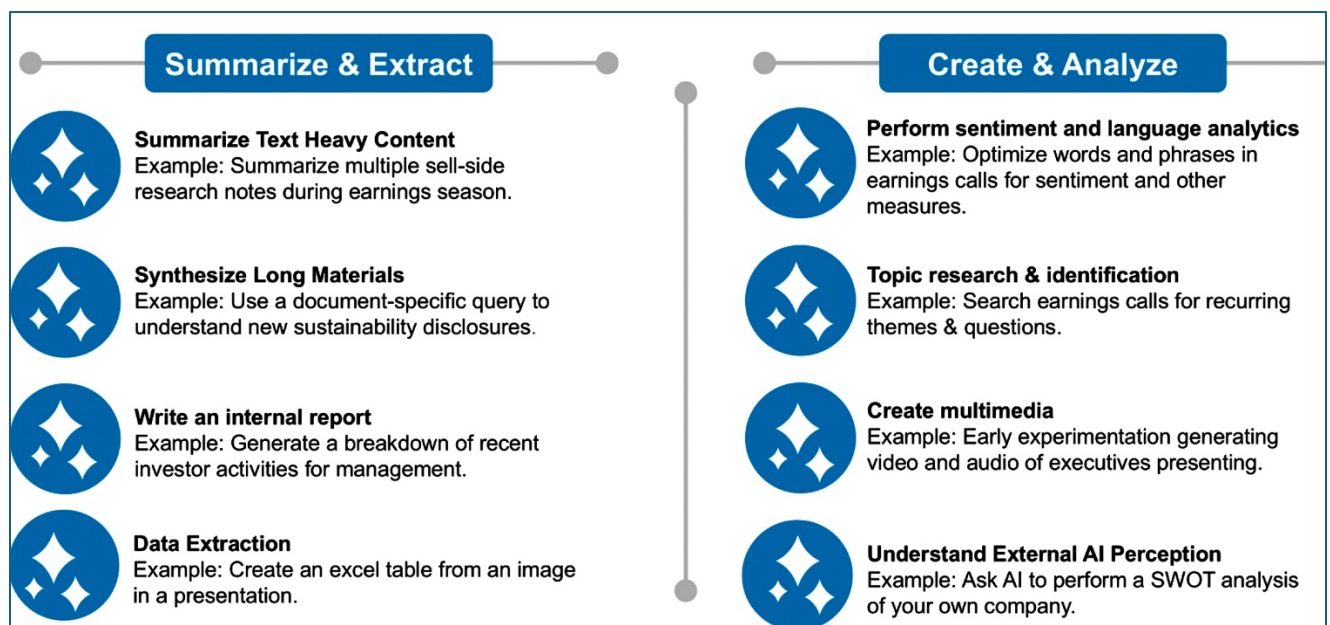 Summarize & Extract
Summarize Text Heavy Content
Example: Summarize multiple sell-side
research notes during earnings season.
Synthesize Long Materials
Example: Use a document-specific query to
understand new sustainability disclosures.
Write an internal report
Example: Generate a breakdown of recent
investor activities for management.
Data Extraction
Example: Create an excel table from an image
in a presentation.
Create & Analyze
Perform sentiment and language analytics
Example: Optimize words and phrases in
earnings calls for sentiment and other
measures.
Topic research & identification
Example: Search earnings calls for recurring
themes & questions.
Create multimedia
Example: Early experimentation generating
video and audio of executives presenting.
Understand External AI Perception
Example: Ask AI to perform a SWOT analysis
of your own company.